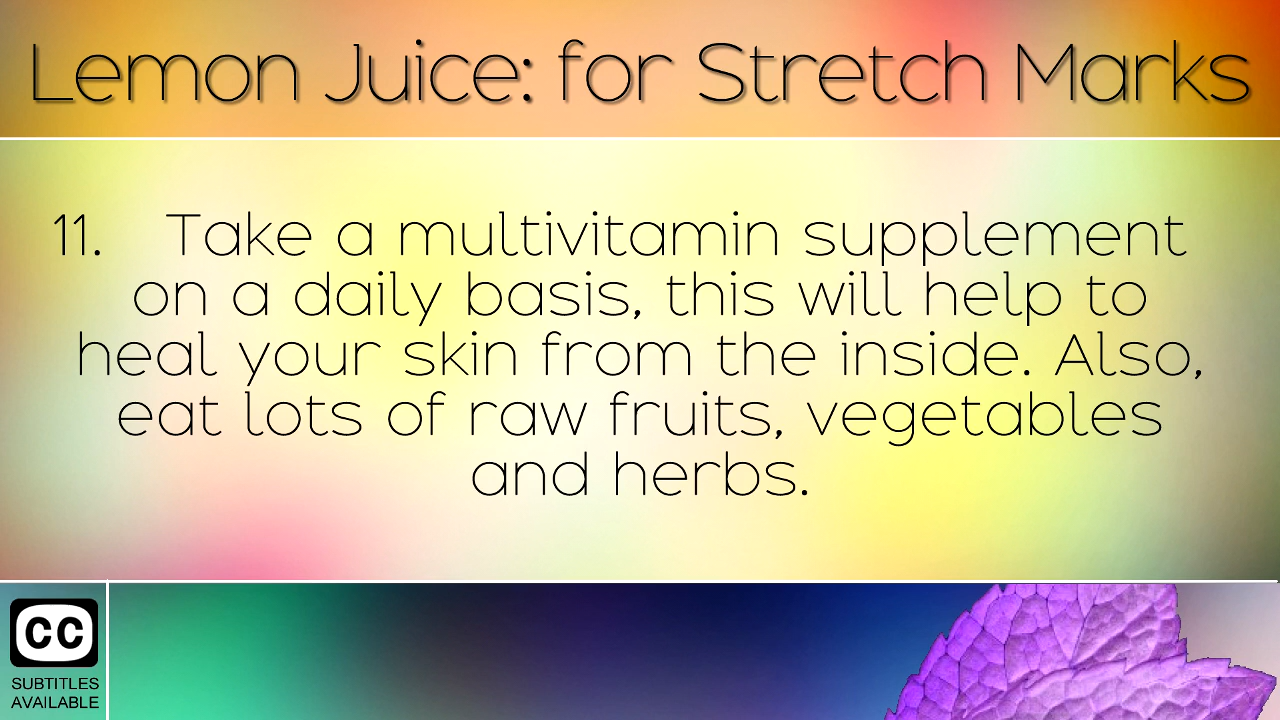 Lemon Juice: for Stretch Marks
11. Take a multivitamin supplement
on a daily basis, this will help to
heal your skin from the inside. Also,
eat lots of raw fruits, vegetables
and herbs.
CC
SUBTITLES
AVAILABLE